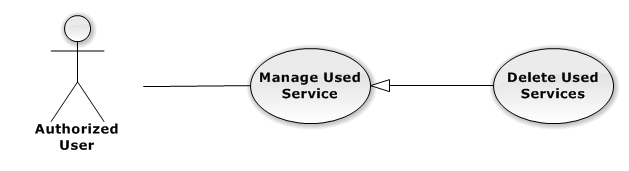 Manage Used
Service
Delete Used
Services
Authorized
User